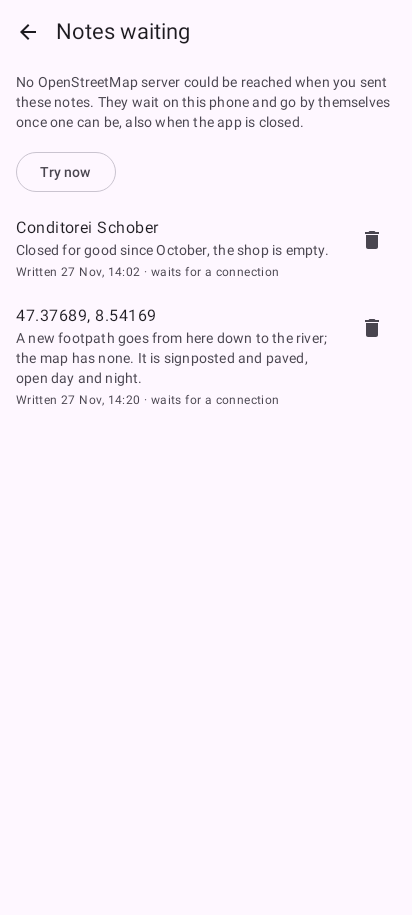 Notes waiting
No OpenStreetMap server could be reached when you sent
these notes. They wait on this phone and go by themselves
once one can be, also when the app is closed.
Try now
Conditorei Schober
Closed for good since October, the shop is empty.
Written 27 Nov, 14:02 · waits for a connection
47.37689, 8.54169
A new footpath goes from here down to the river;
the map has none. It is signposted and paved,
open day and night.
Written 27 Nov, 14:20 · waits for a connection